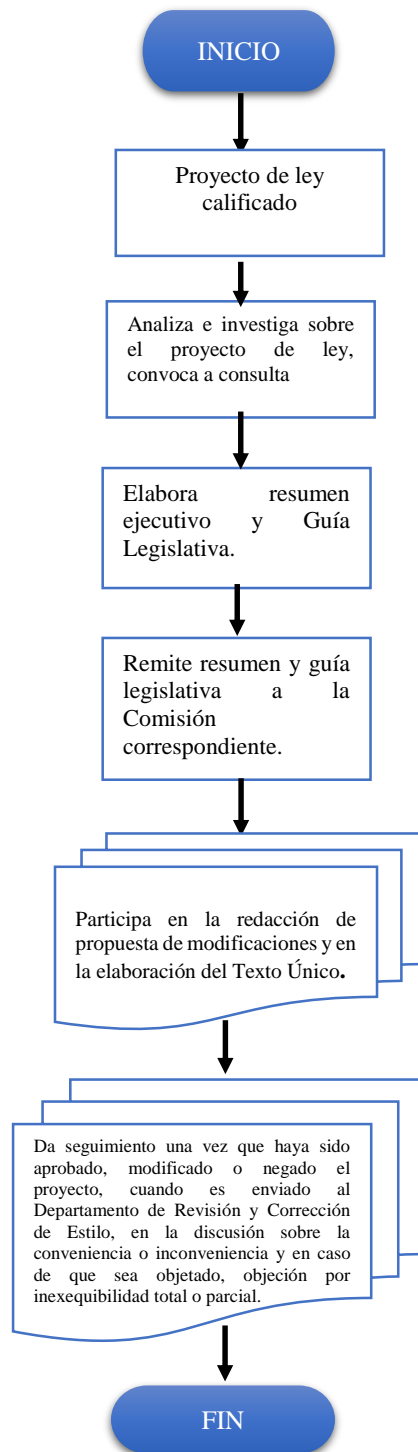 INICIO
Proyecto de ley
calificado
Analiza e investiga sobre
el proyecto de ley,
convoca a consulta
Elabora resumen
ejecutivo y Guía
Legislativa.
Remite resumen y guía
legislativa a la
Comisión
correspondiente.
Participa en la redacción de
propuesta de modificaciones y en
la elaboración del Texto Único.
Da seguimiento una vez que haya sido
aprobado, modificado o negado el
proyecto, cuando es enviado al
Departamento de Revisión y Corrección
de Estilo, en la discusión sobre la
conveniencia o inconveniencia y en caso
de que sea objetado, objeción por
inexequibilidad total o parcial.
FIN